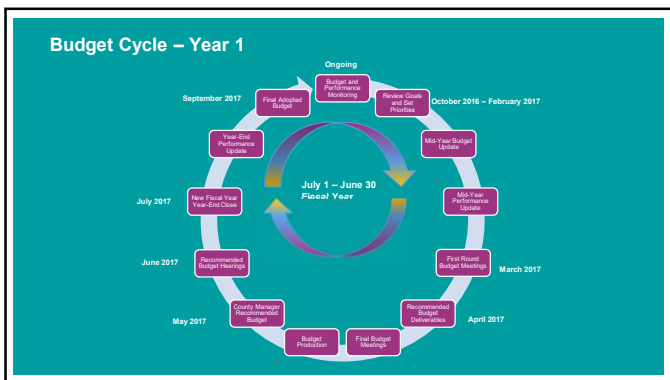 Budget Cycle – Year 1
Ongoing
Budget and
Performance
Monitoring
Review Goals
and Set
Priorities
October 2016 – February 2017
Mid-Year Budget
Update
Mid-Year
Performance
Update
First Round
Budget Meetings
March 2017
Recommended
Budget
Deliverables
April 2017
Final Budget
Meetings
Budget
Production
County Manager
Recommended
Budget
May 2017
Recommended
Budget Hearings
June 2017
New Fiscal Year
Year-End Close
July 2017
Year-End
Performance
Update
Final Adopted
Budget
September 2017
July 1 – June 30
Fiscal Year